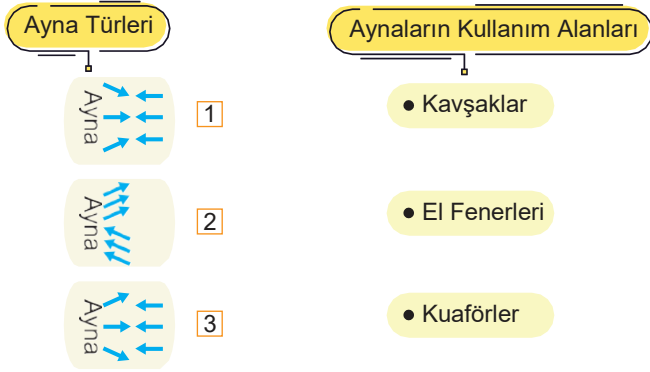 Ayna Türleri
Aynaların Kullanım Alanları
Ayna
1
• Kavşaklar
Ayna
2
• El Fenerleri
Ayna
3
• Kuaförler